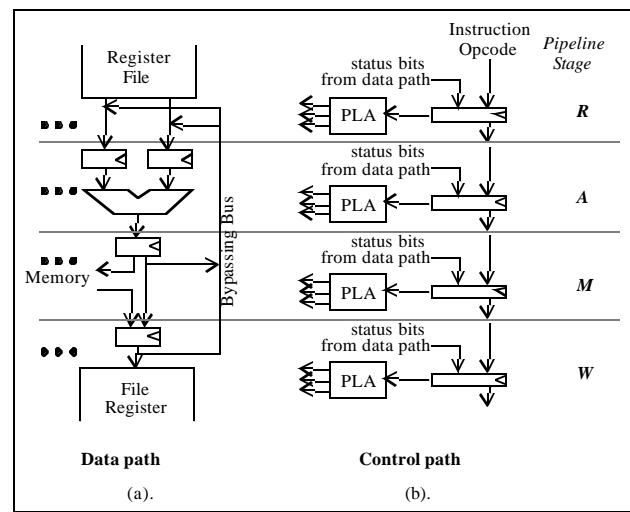 Register
File
Bypassing Bus
Memory
File
Register
Data path
(a).
Instruction
Opcode
Pipeline
Stage
status bits
from data path
PLA
R
status bits
from data path
PLA
A
status bits
from data path
PLA
M
status bits
from data path
PLA
W
Control path
(b).